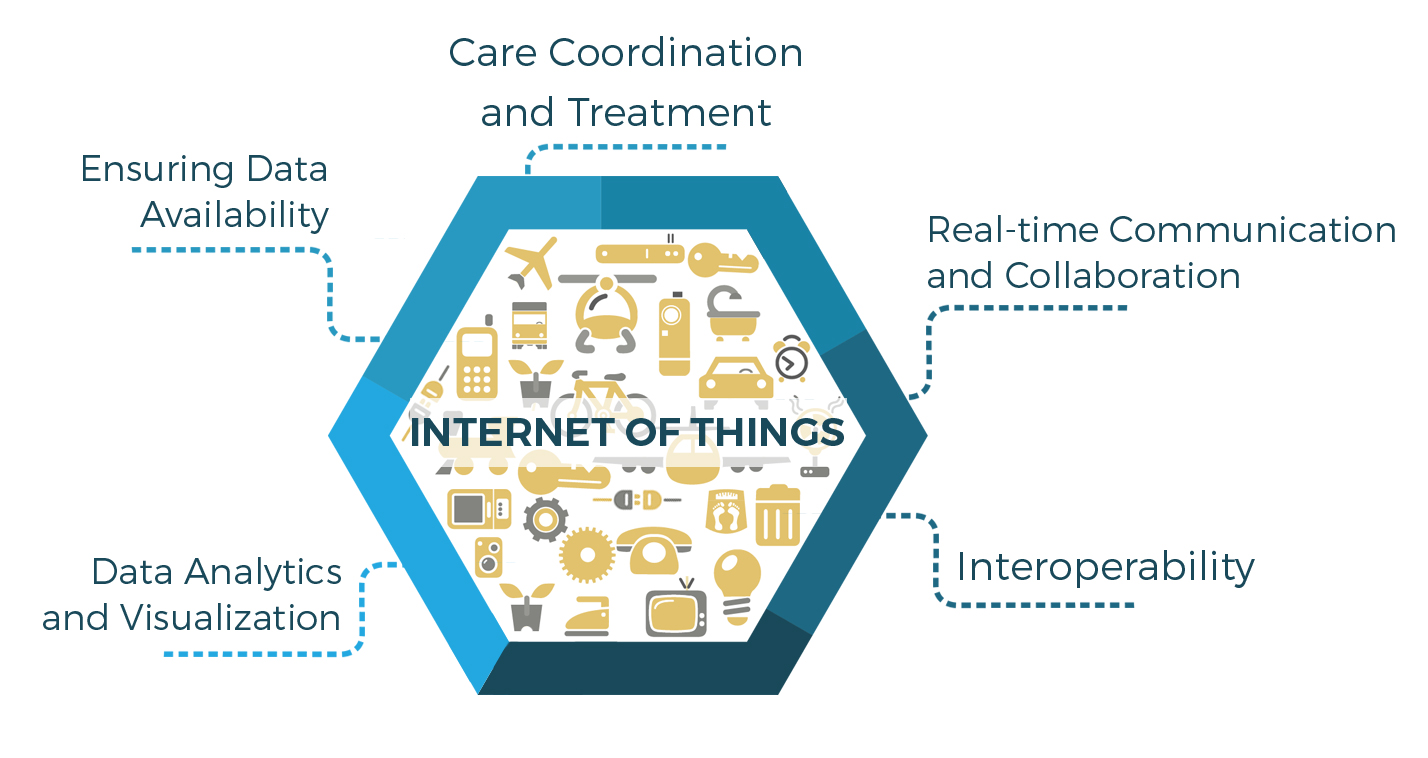 Care Coordination
and Treatment
Ensuring Data
Availability
Real-time Communication
and Collaboration
INTERNET OF THINGS
Data Analytics
and Visualization
Interoperability